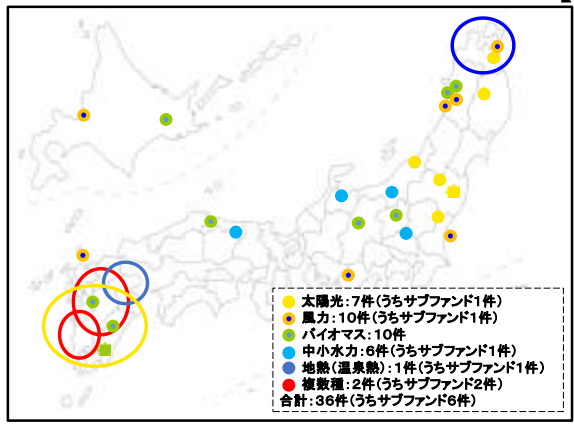 太陽光：7件（うちサブファンド1件）
風力：10件（うちサブファンド1件）
バイオマス：10件
中小水力：6件（うちサブファンド1件）
地熱（温泉熱）：1件（うちサブファンド1件）
複数種：2件（うちサブファンド2件）
合計：36件（うちサブファンド6件）